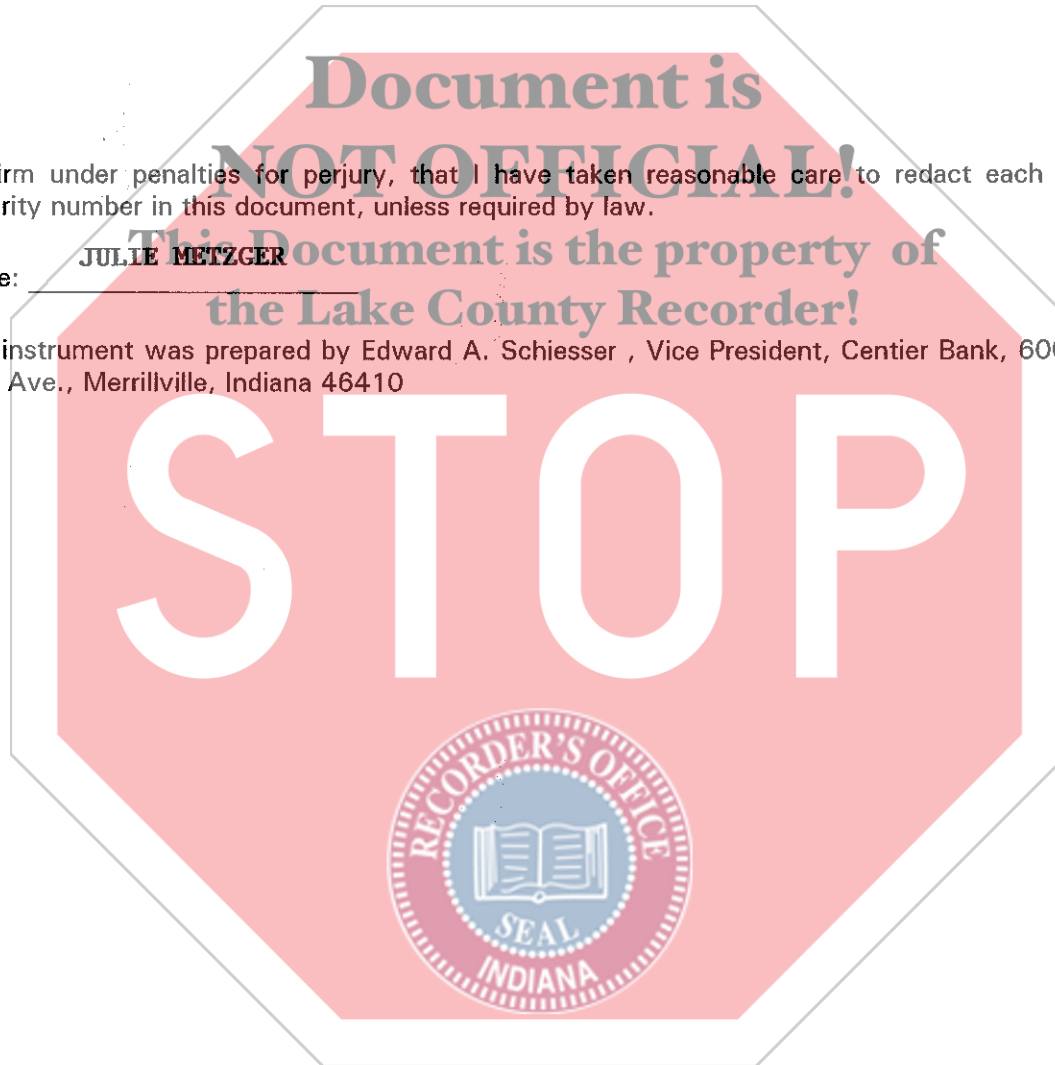 Document is
NOT OFFICIAL!
This Document is the property of
the Lake County Recorder!
irm under penalties for perjury, that I have taken reasonable care to redact each
rity number in this document, unless required by law.
JULIE METZGER
e:
instrument was prepared by Edward A. Schiesser , Vice President, Centier Bank, 600
Ave., Merrillville, Indiana 46410
STOP
RECORDER'S OFFICE
SEAL
INDIANA